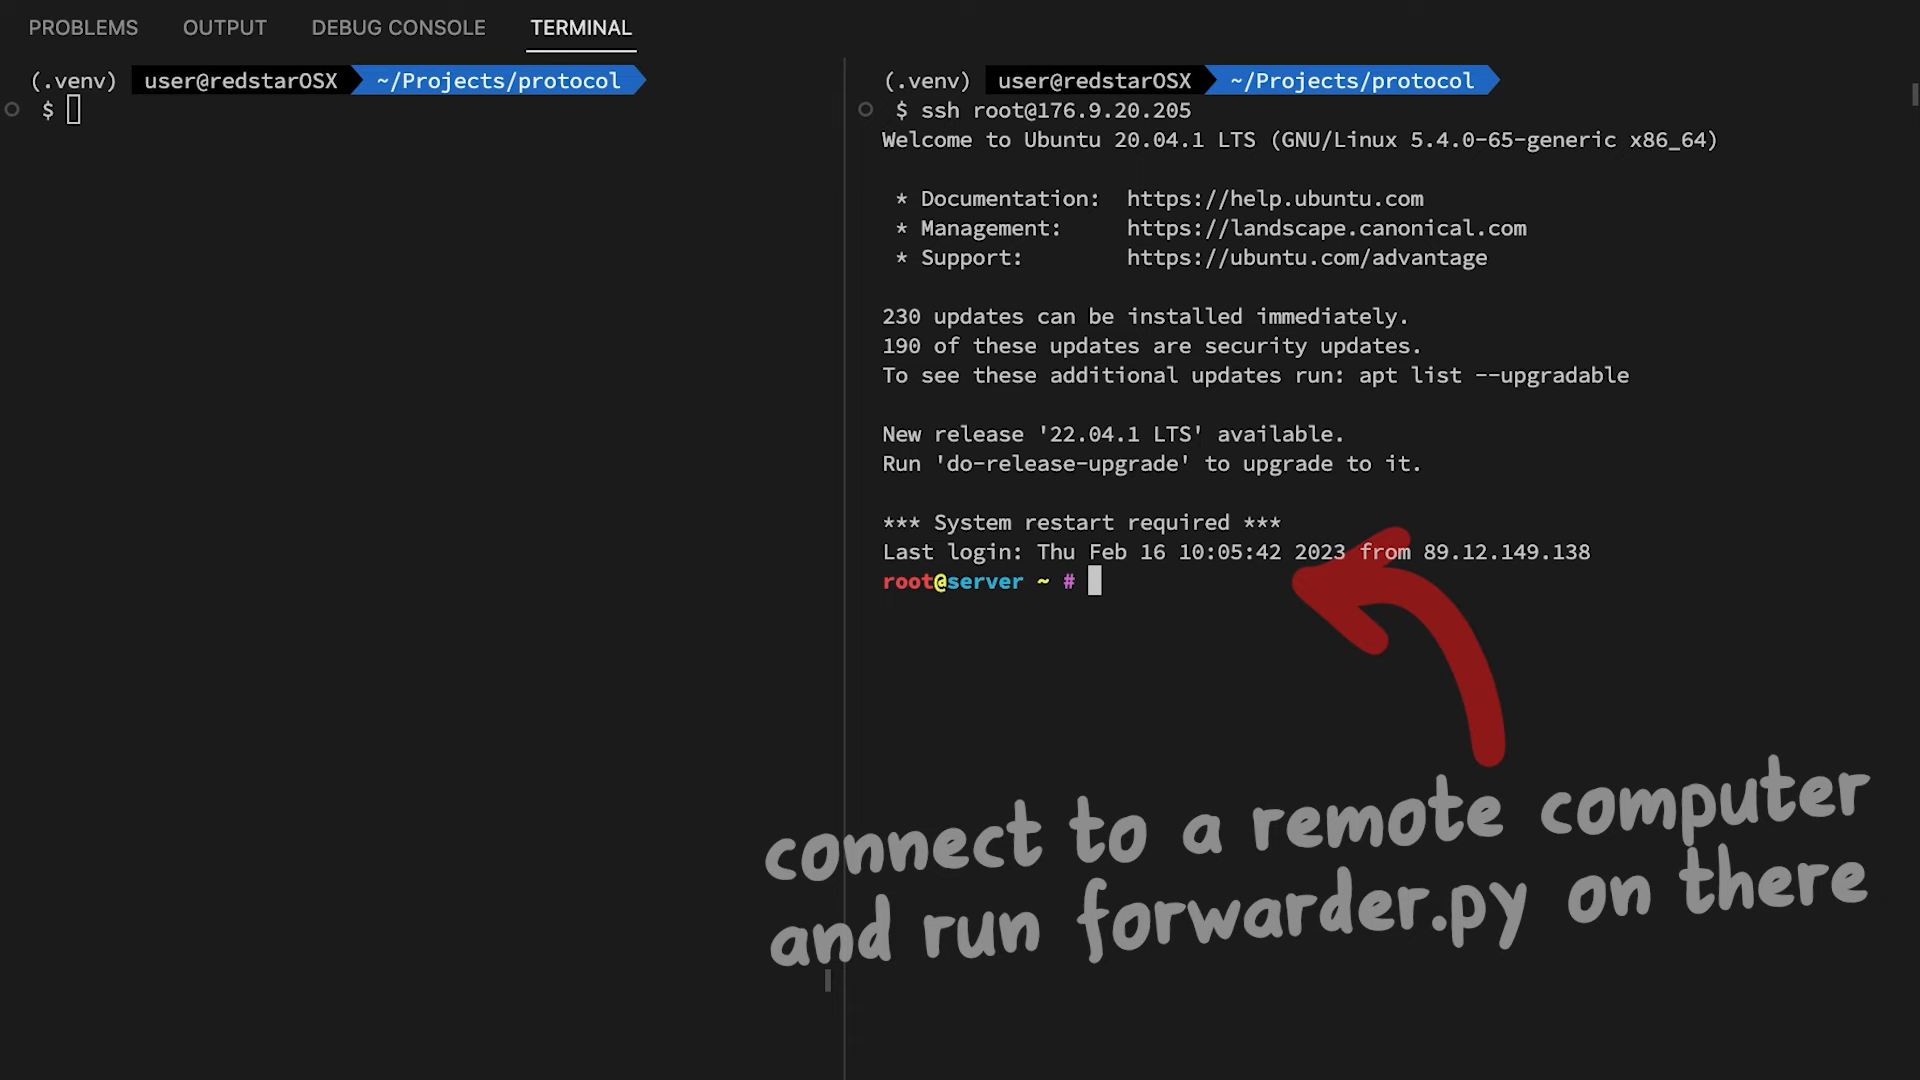 PROBLEMS OUTPUT DEBUG CONSOLE TERMINAL
(.venv) user@redstarOSX ~/Projects/protocol
$
(.venv) user@redstarOSX ~/Projects/protocol
$ ssh root@176.9.20.205
Welcome to Ubuntu 20.04.1 LTS (GNU/Linux 5.4.0-65-generic x86_64)
* Documentation: https://help.ubuntu.com
* Management: https://landscape.canonical.com
* Support: https://ubuntu.com/advantage
230 updates can be installed immediately.
190 of these updates are security updates.
To see these additional updates run: apt list --upgradable
New release '22.04.1 LTS' available.
Run 'do-release-upgrade' to upgrade to it.
*** System restart required ***
Last login: Thu Feb 16 10:05:42 2023 from 89.12.149.138
root@server ~ #
connect to a remote computer
and run forwarder.py on there